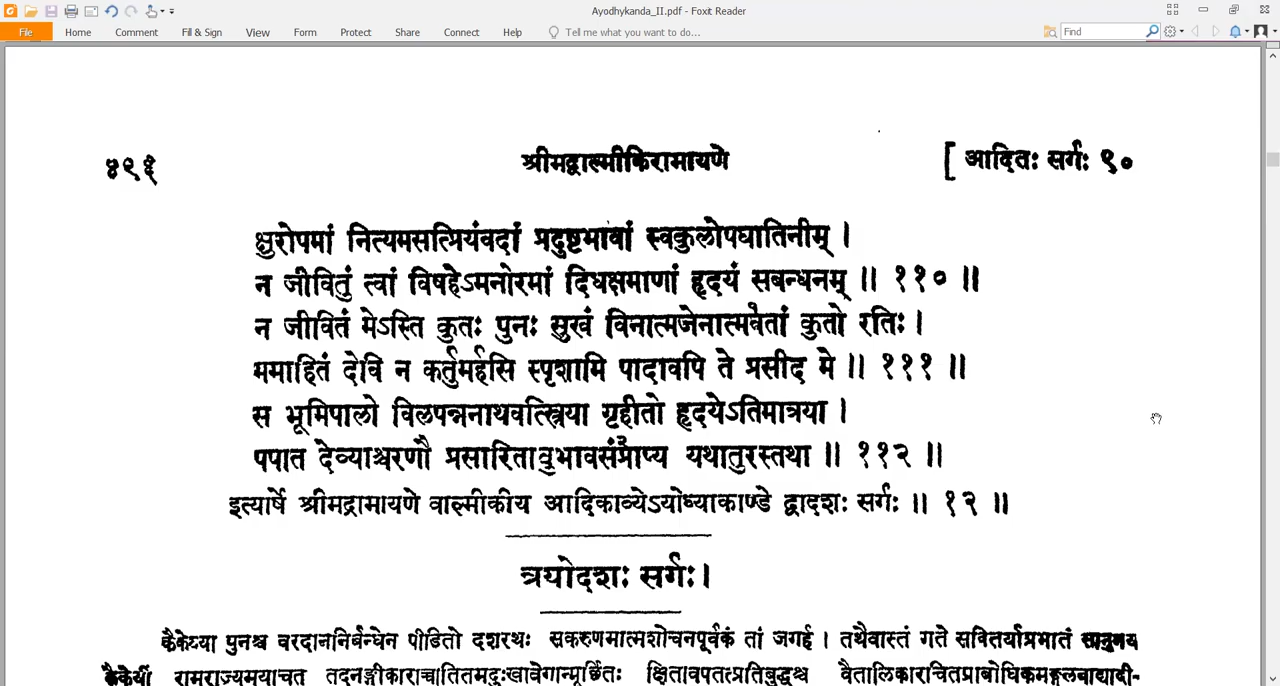 Ayodhykanda_II.pdf - Foxit Reader
File Home Comment Fill & Sign View Form Protect Share Connect Help Tell me what you want to do... Find
४९२ श्रीमद्वाल्मीकिरामायणे [ आदितः सर्गः ९०
क्षुरोपमां नित्यमसत्प्रियंवदां प्रदुष्टभावां स्वकुलोपघातिनीम् ।
न जीवितुं त्वां विषहेऽमनोरमां दिधक्षमाणां हृदयं सबन्धनम् ॥ ११० ॥
न जीवितं मेऽस्ति कुतः पुनः सुखं विनात्मजेनात्मवतां कुतो रतिः ।
ममाहितं देवि न कर्तुमर्हसि स्पृशामि पादावपि ते प्रसीद मे ॥ १११ ॥
स भूमिपालो विलपन्ननाथवत्स्त्रिया गृहीतो हृदयेऽतिमात्रया ।
पपात देव्याश्चरणौ प्रसारितावुभावसंप्राप्य यथातुरस्तथा ॥ ११२ ॥
इत्यार्षे श्रीमद्रामायणे वाल्मीकीय आदिकाव्येऽयोध्याकाण्डे द्वादशः सर्गः ॥ १२ ॥
त्रयोदशः सर्गः ।
कैकेय्या पुनश्च वरदाननिर्बन्धेन पीडितो दशरथः सकरुणमात्मशोचनपूर्वकं तां जगर्ह । तथैवास्तं गते सवितर्याप्रभातं सानुनय
कैकेयीं रामराज्यमयाचत तदनङ्गीकाराच्चातितमदुःखावेगान्मूर्छितः क्षितावपतत्प्रतिबुद्धश्च वैतालिकारचितप्राबोधिकमङ्गलवाद्यादी-